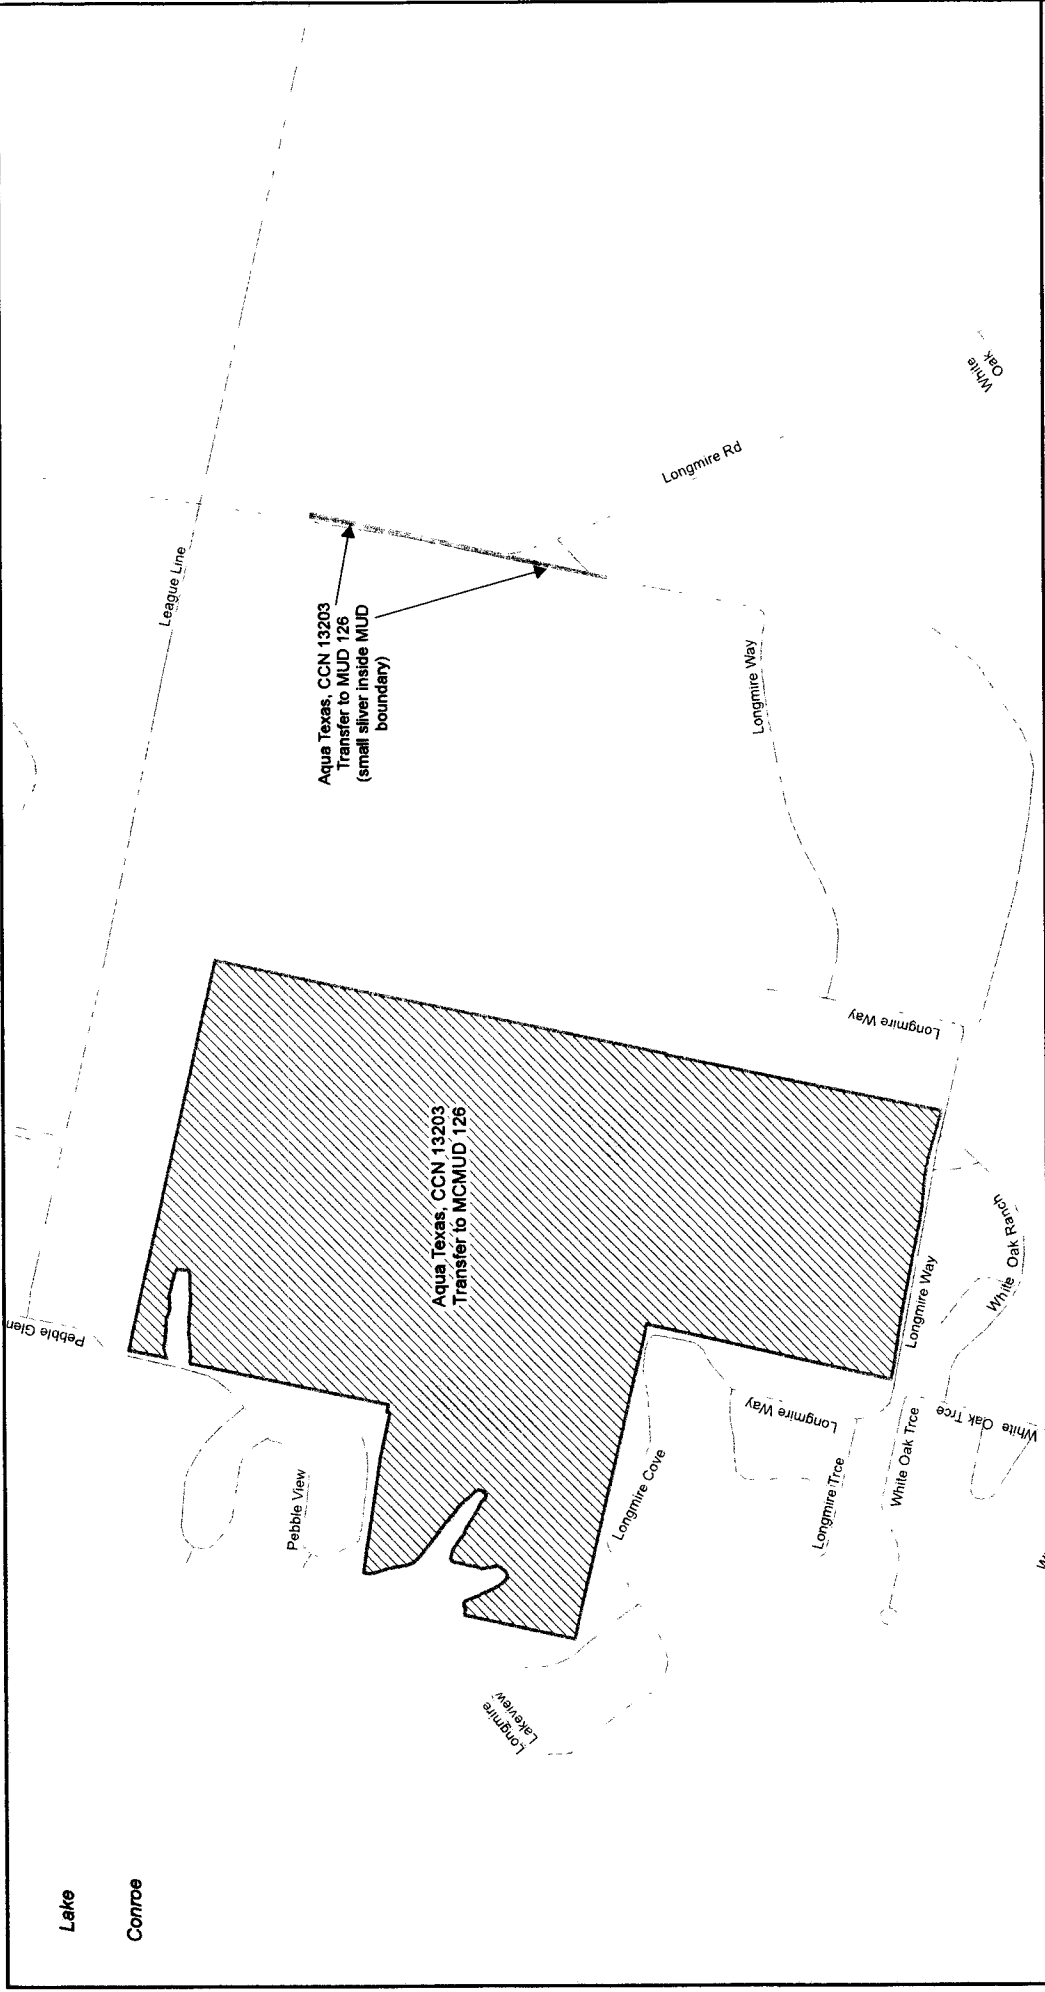 Lake
Conroe
League Line
Pebble Glen
Aqua Texas, CCN 13203
Transfer to MUD 126
(small sliver inside MUD
boundary)
Longmire Rd
White
Oak
Longmire Way
Longmire Way
Aqua Texas, CCN 13203
Transfer to MCMUD 126
Pebble View
Longmire
Lakeview
Longmire Cove
Longmire Way
Longmire Trce
Longmire Way
White Oak Ranch
White Oak Trce
White Oak Trce